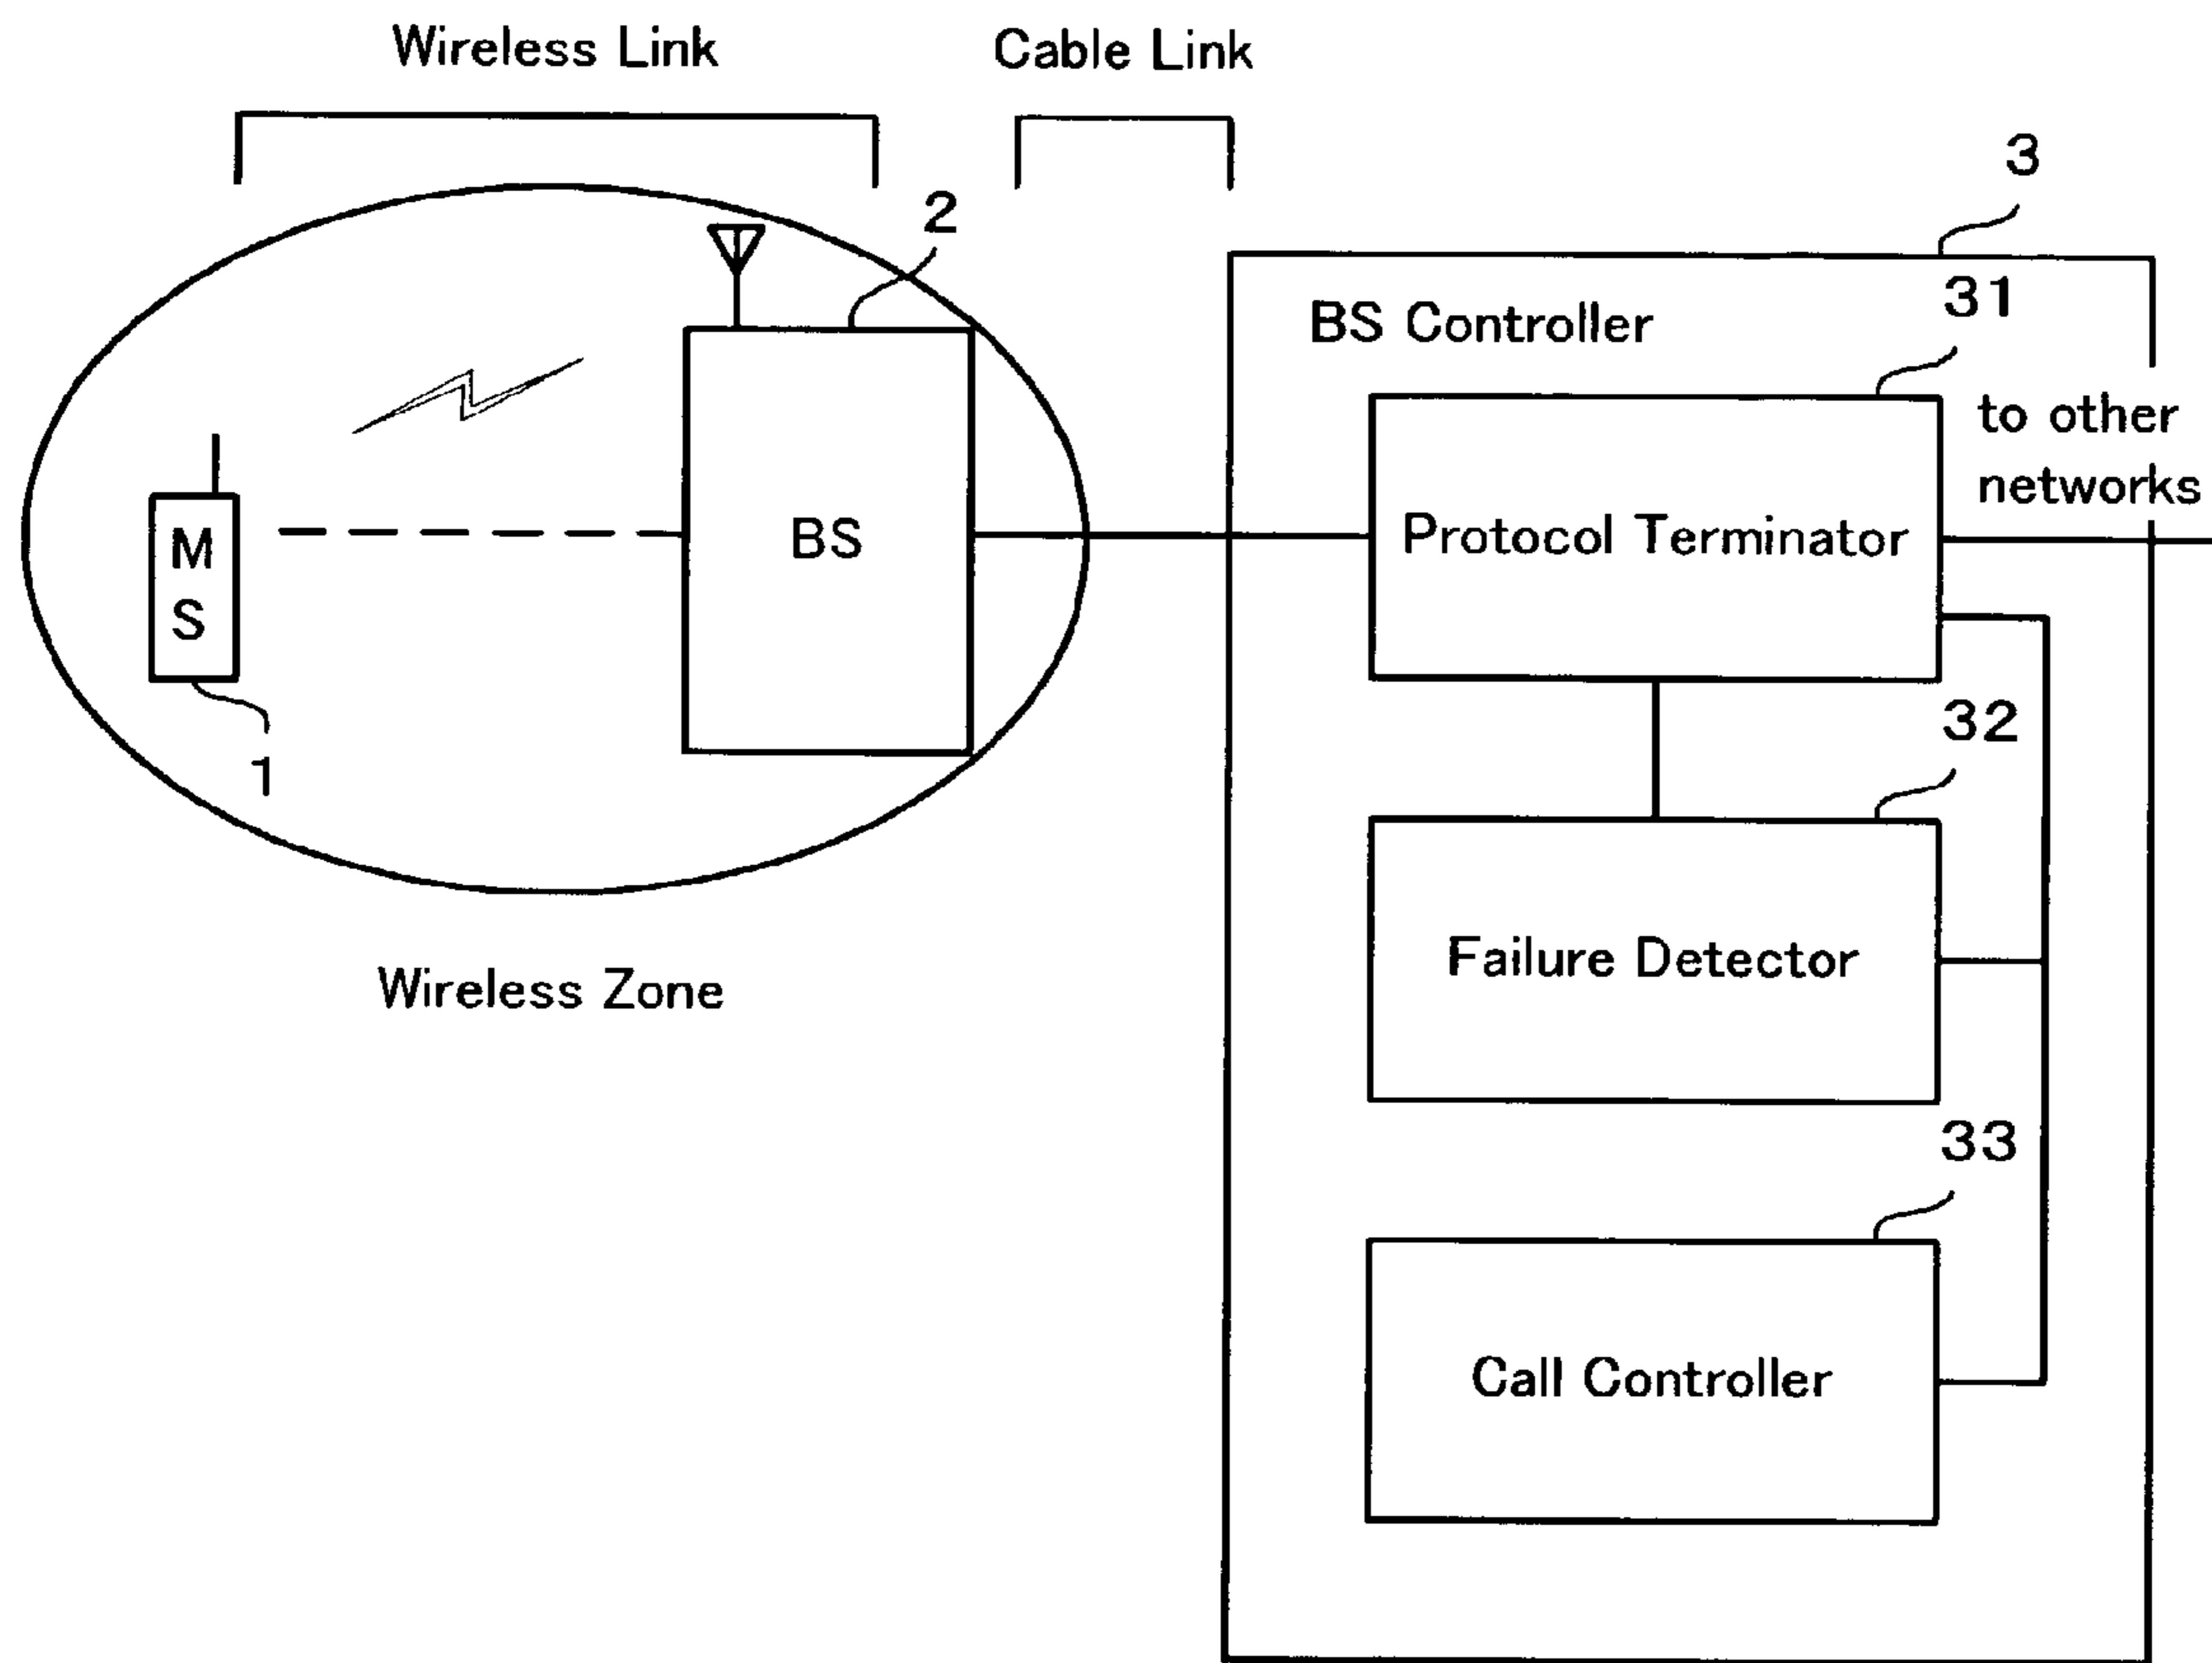 Wireless Link
Cable Link
3
2
31
BS Controller
to other
networks
M
S
BS
Protocol Terminator
1
32
Failure Detector
Wireless Zone
33
Call Controller